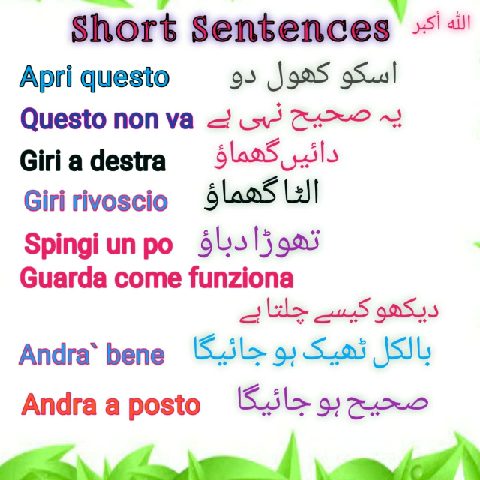 Short Sentences الله أكبر
Apri questo اسکو کھول دو
Questo non va یہ صحیح نہی ہے
Giri a destra دائیں گھماؤ
Giri rivoscio الٹا گھماؤ
Spingi un po تھوڑا دباؤ
Guarda come funziona
دیکھو کیسے چلتا ہے
Andra` bene بالکل ٹھیک ہو جائیگا
Andra a posto صحیح ہو جائیگا